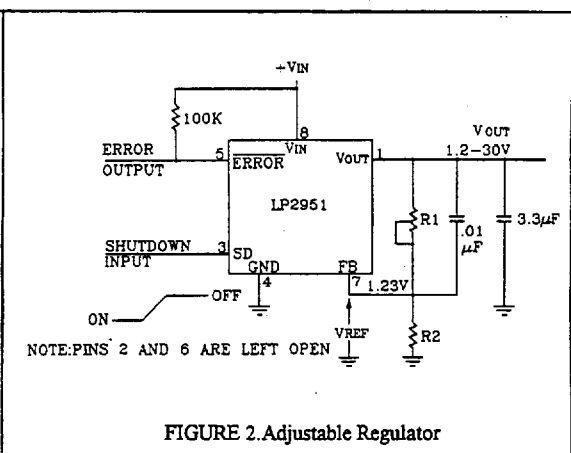 +VIN
100K
8
VIN
ERROR
OUTPUT
5
ERROR
VOUT
1
VOUT
1.2-30V
LP2951
R1
.01
µF
3.3µF
SHUTDOWN
INPUT
3
SD
GND
4
FB
7
1.23V
ON
OFF
VREF
R2
NOTE:PINS 2 AND 6 ARE LEFT OPEN
FIGURE 2.Adjustable Regulator